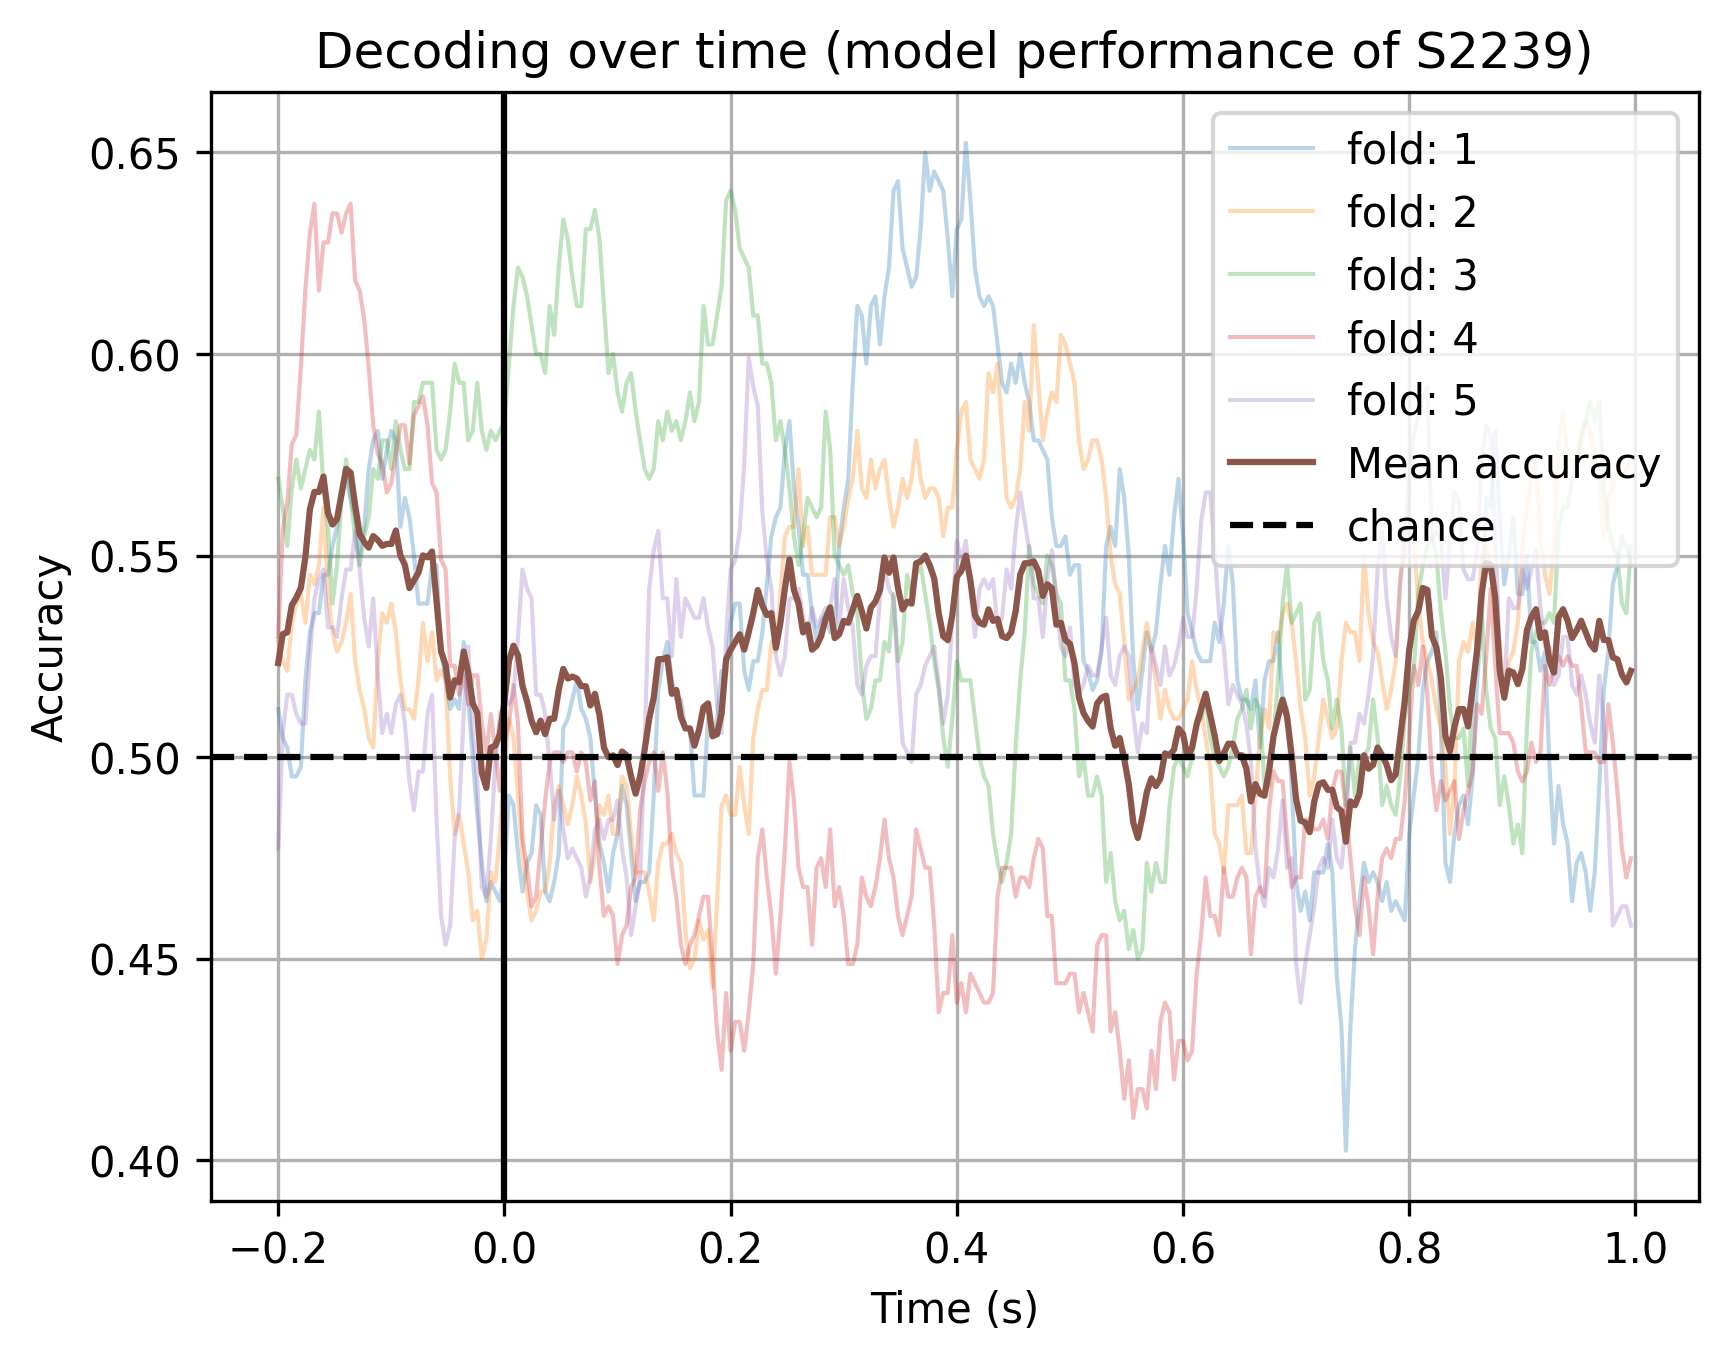 Decoding over time (model performance of S2239)
Accuracy
0.65
0.60
0.55
0.50
0.45
0.40
fold: 1
fold: 2
fold: 3
fold: 4
fold: 5
Mean accuracy
chance
−0.2 0.0 0.2 0.4 0.6 0.8 1.0
Time (s)